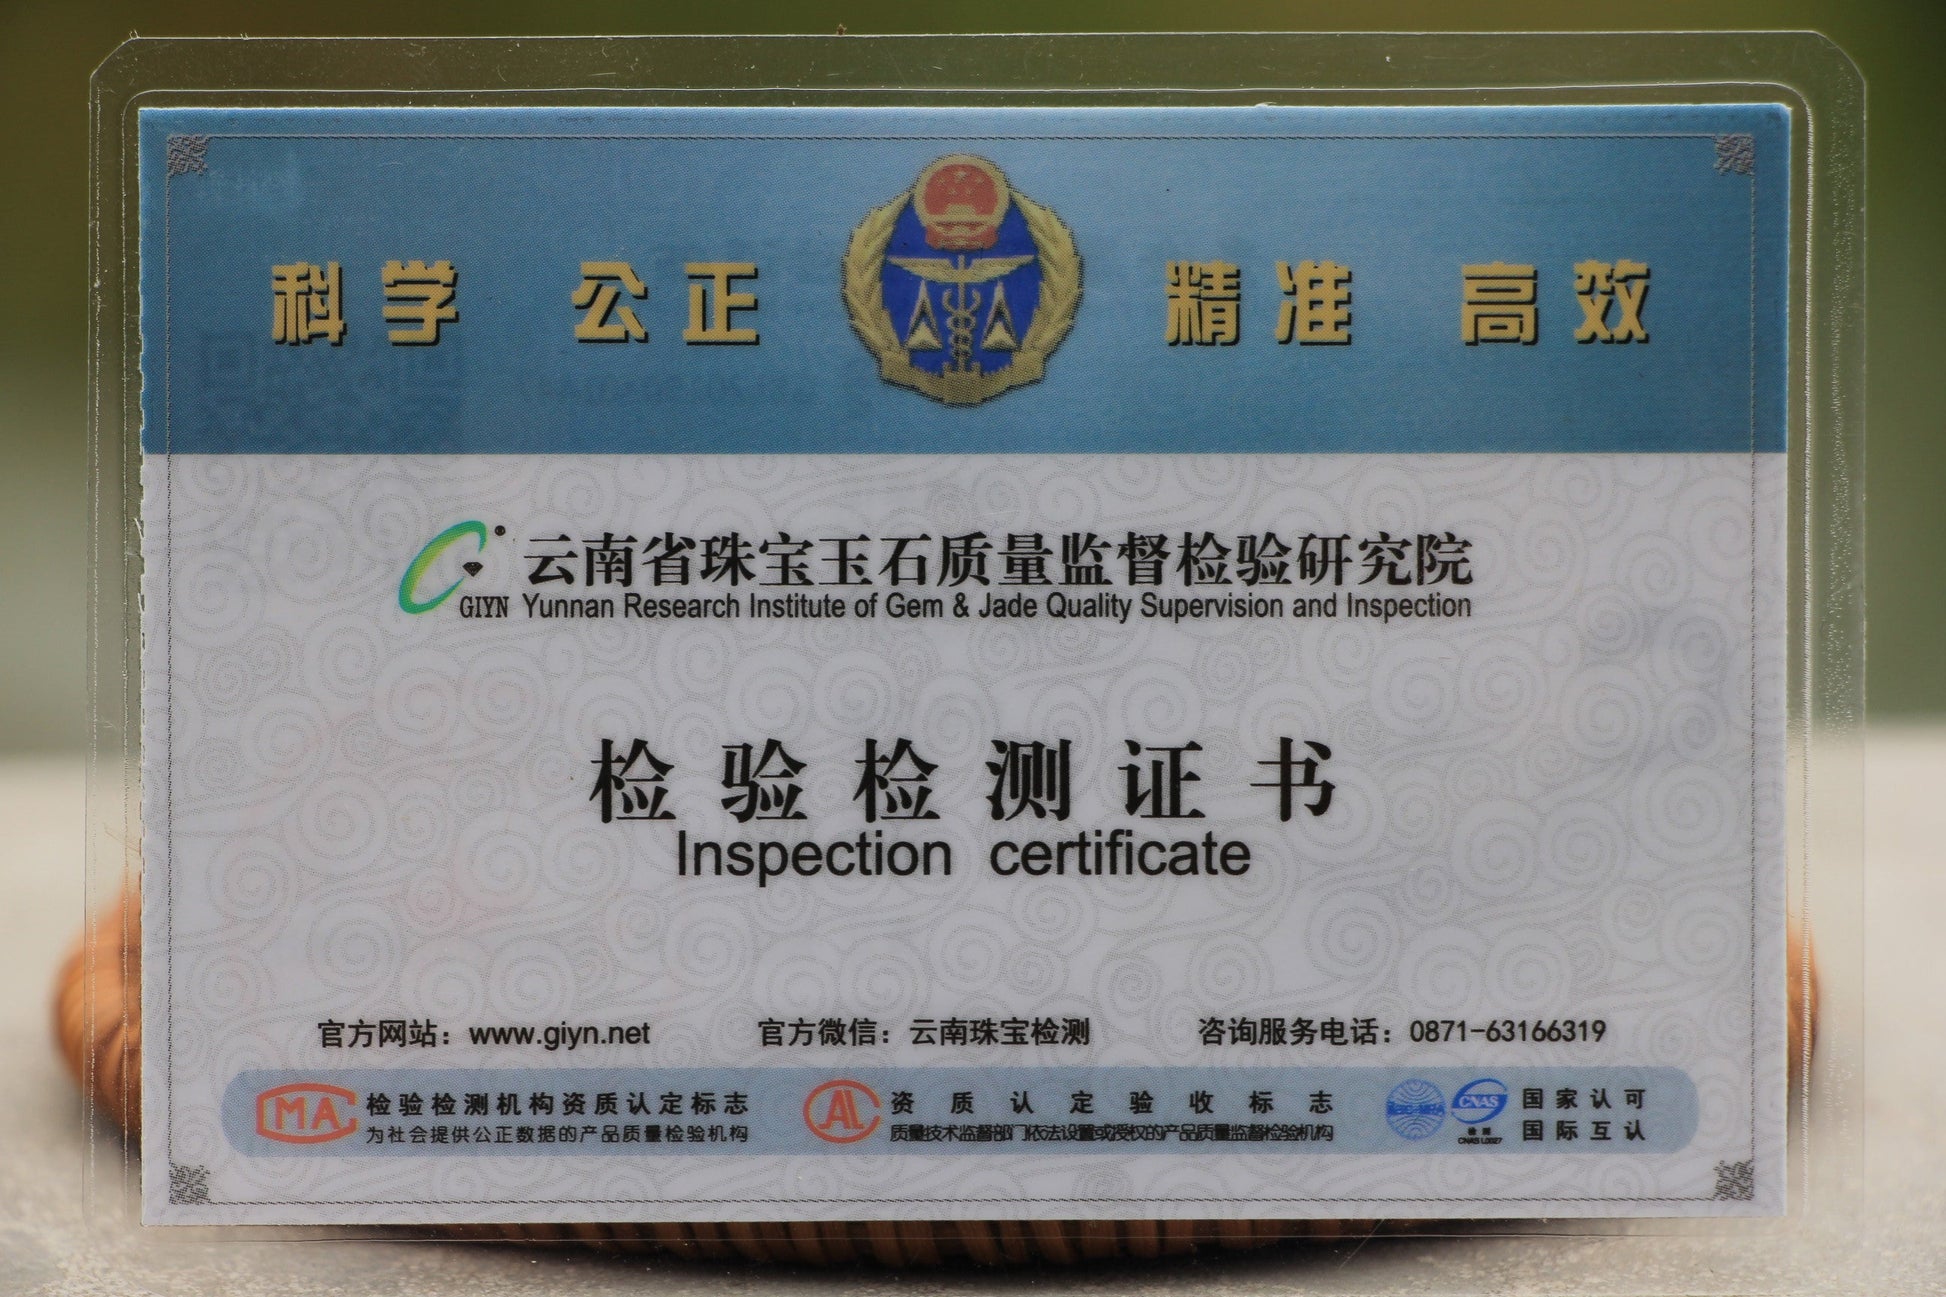 科学 公正 精准 高效
云南省珠宝玉石质量监督检验研究院
GIYN Yunnan Research Institute of Gem & Jade Quality Supervision and Inspection
检验检测证书
Inspection certificate
官方网站：www.giyn.net 官方微信：云南珠宝检测 咨询服务电话：0871-63166319
MA 检验检测机构资质认定标志 AL 资质认定验收标志 CNAS 国家认可
为社会提供公正数据的产品质量检验机构 质量技术监督部门依法设置或授权的产品质量监督检验机构 国际互认